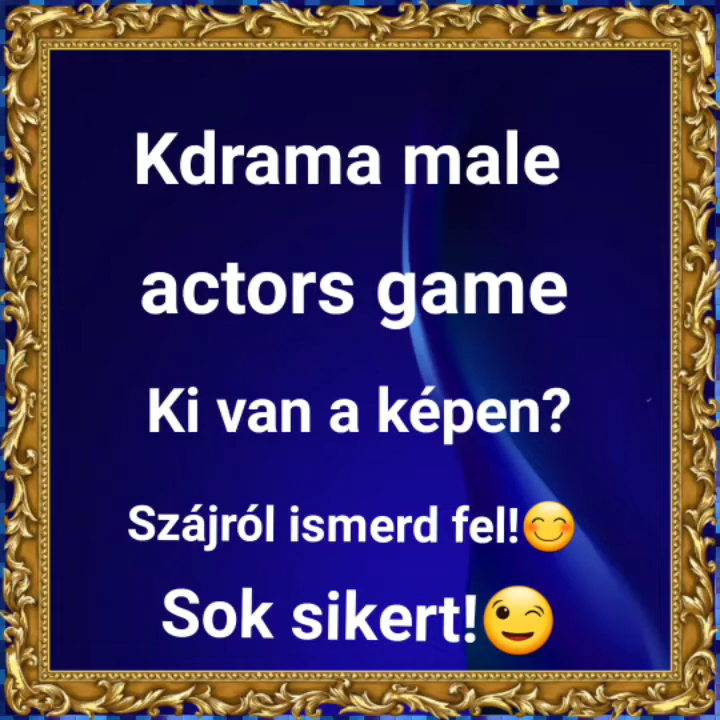 Kdrama male
actors game
Ki van a képen?
Szájról ismerd fel!😊
Sok sikert!😉